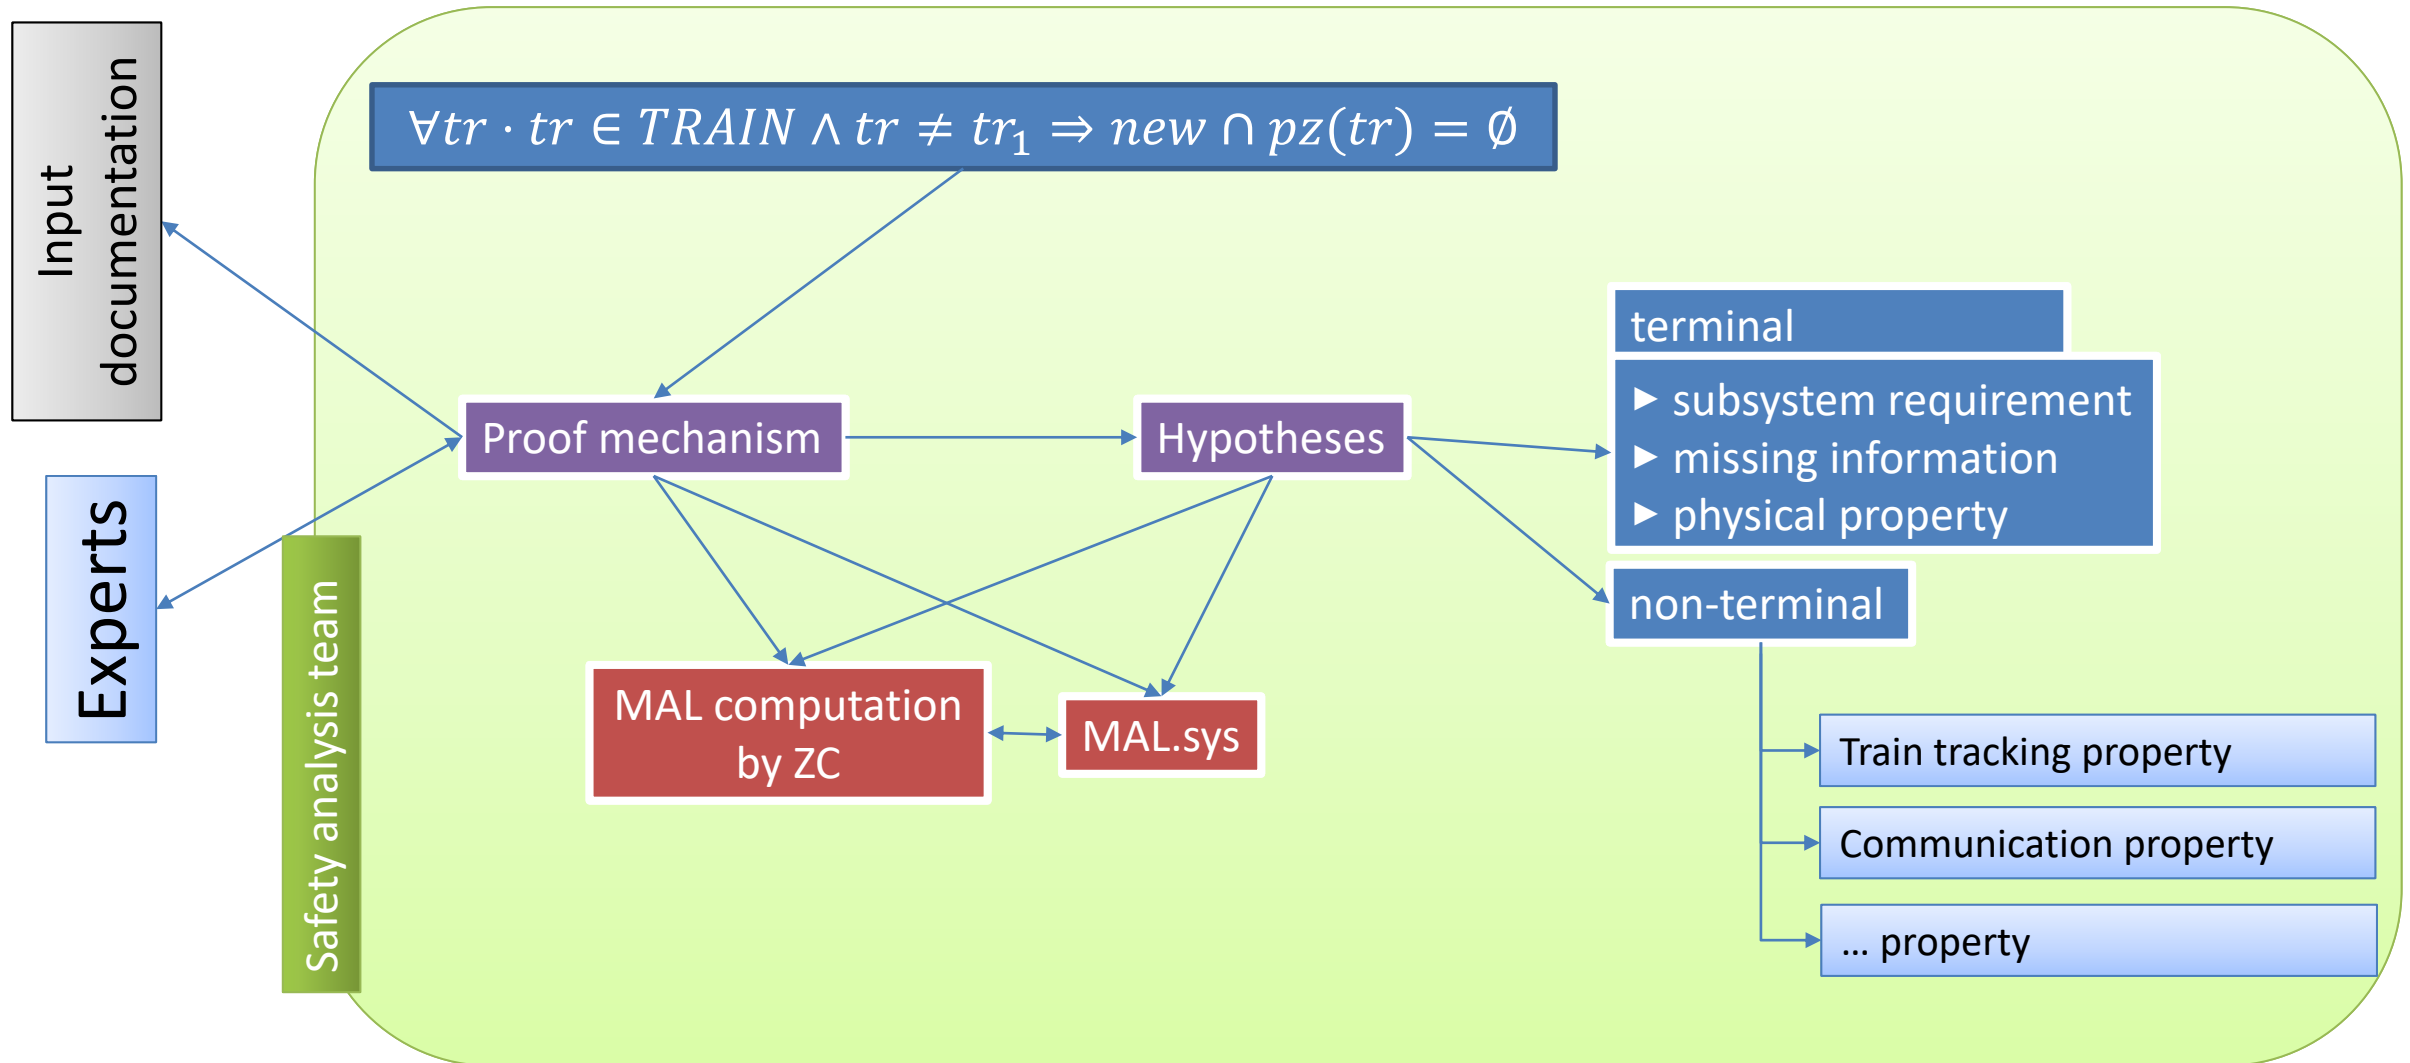 Input
documentation
∀tr · tr ∈ TRAIN ∧ tr ≠ tr₁ ⇒ new ∩ pz(tr) = ∅
terminal
► subsystem requirement
► missing information
► physical property
Proof mechanism
Hypotheses
Experts
non-terminal
Safety analysis team
MAL computation
by ZC
MAL.sys
Train tracking property
Communication property
... property